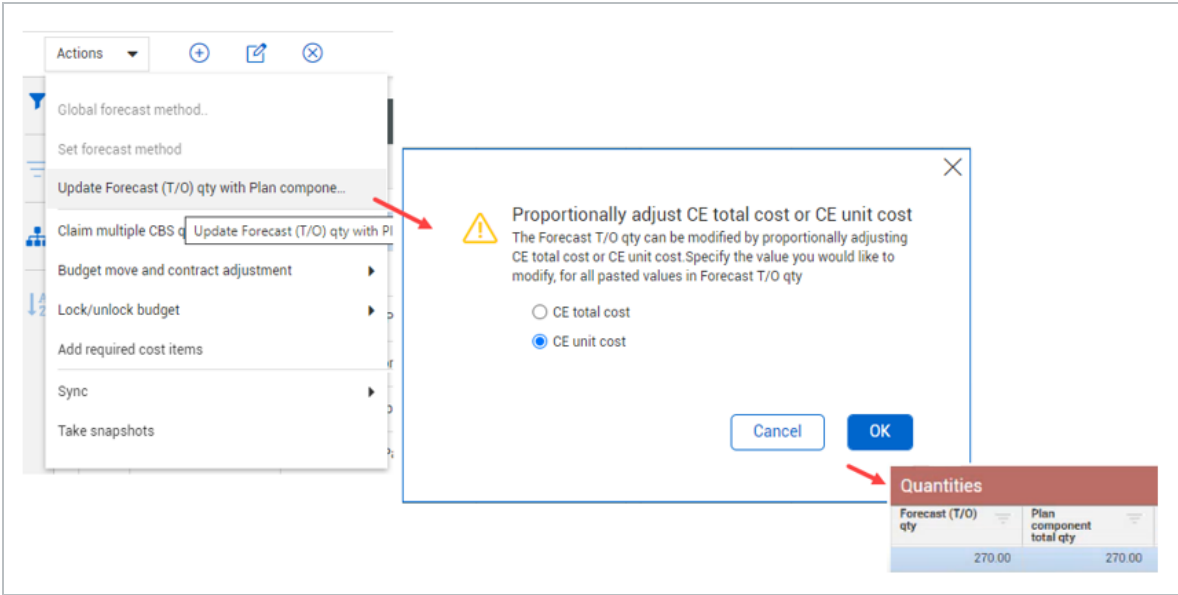 Actions
Global forecast method..
Set forecast method
Update Forecast (T/O) qty with Plan compone...
Claim multiple CBS q
Update Forecast (T/O) qty with Pl
Budget move and contract adjustment
Lock/unlock budget
Add required cost items
Sync
Take snapshots
Proportionally adjust CE total cost or CE unit cost
The Forecast T/O qty can be modified by proportionally adjusting
CE total cost or CE unit cost.Specify the value you would like to
modify, for all pasted values in Forecast T/O qty
CE total cost
CE unit cost
Cancel
OK
Quantities
Forecast (T/O)
qty
Plan
component
total qty
270.00
270.00